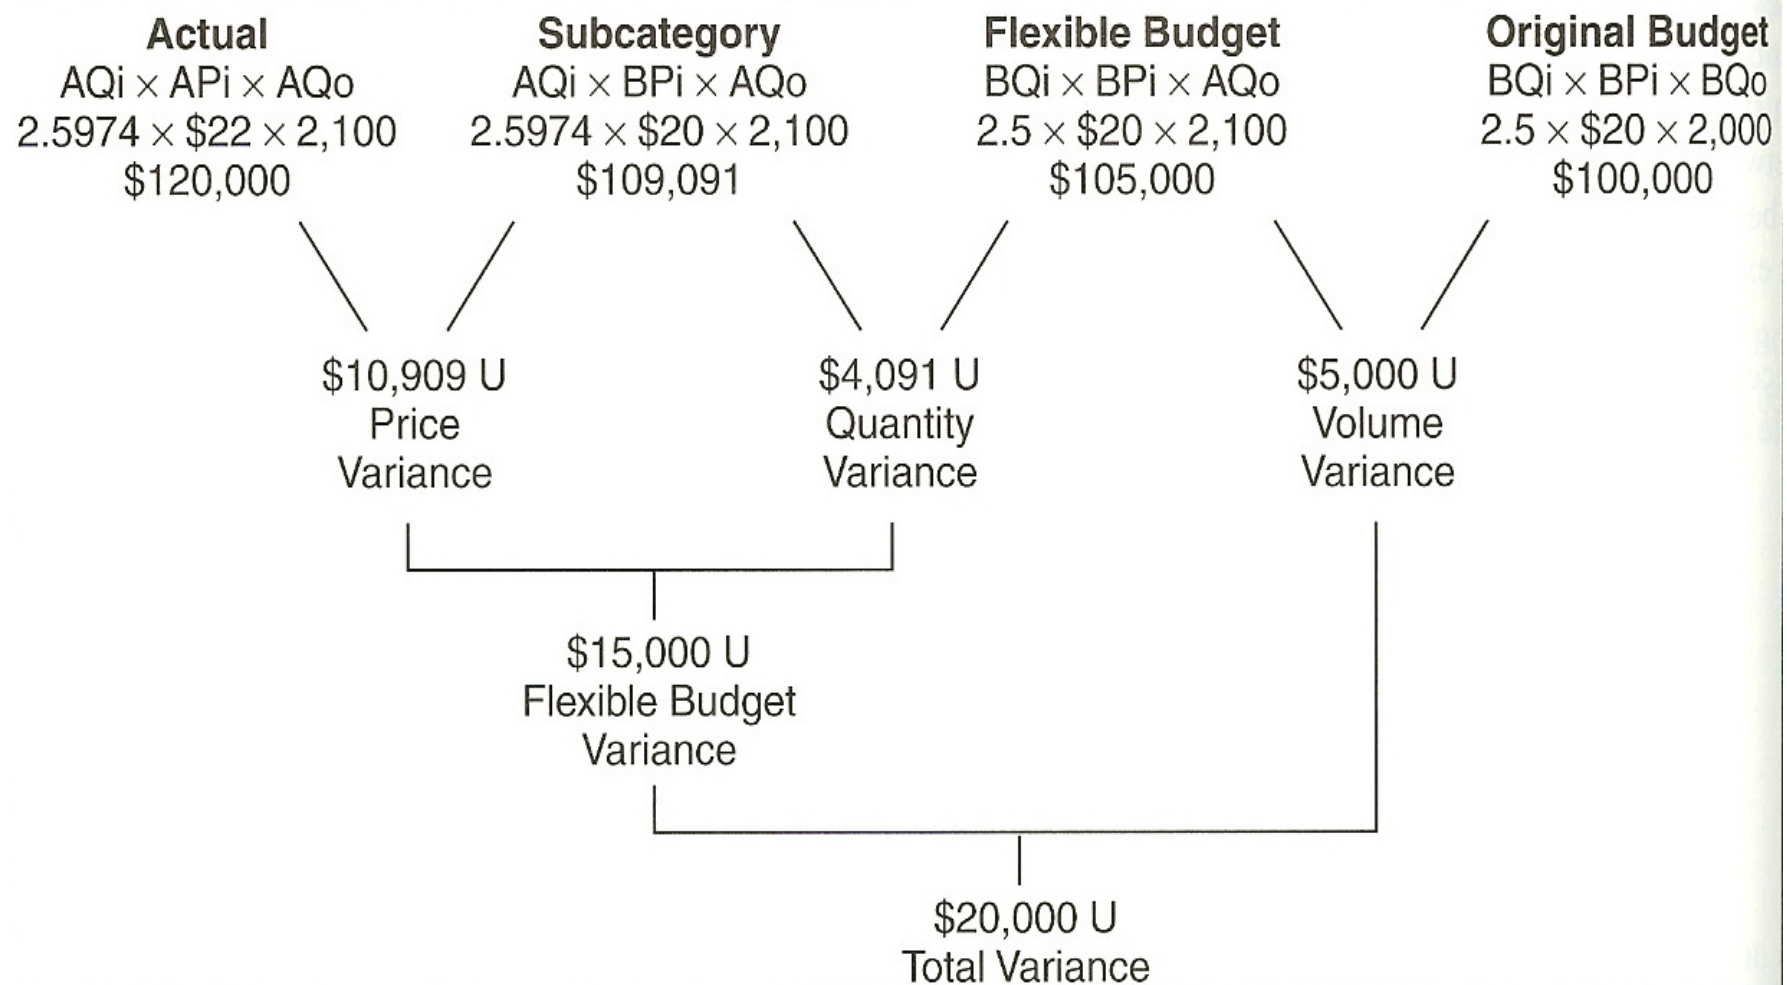 Actual
AQi × APi × AQo
2.5974 × $22 × 2,100
$120,000
Subcategory
AQi × BPi × AQo
2.5974 × $20 × 2,100
$109,091
Flexible Budget
BQi × BPi × AQo
2.5 × $20 × 2,100
$105,000
Original Budget
BQi × BPi × BQo
2.5 × $20 × 2,000
$100,000
$10,909 U
Price
Variance
$4,091 U
Quantity
Variance
$5,000 U
Volume
Variance
$15,000 U
Flexible Budget
Variance
$20,000 U
Total Variance